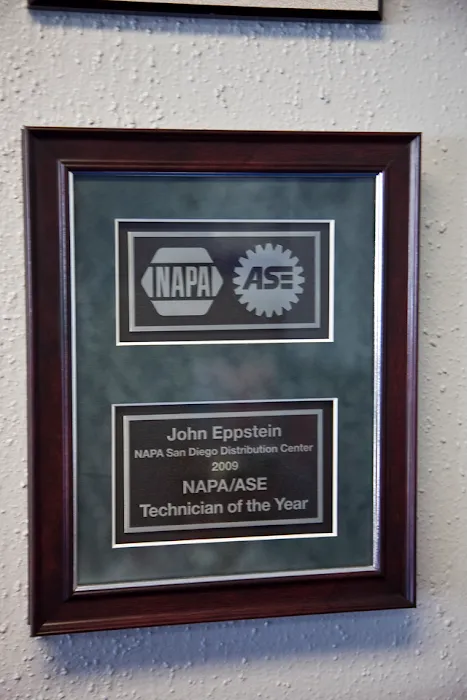 NAPA ASE
John Eppstein
NAPA San Diego Distribution Center
2009
NAPA/ASE
Technician of the Year